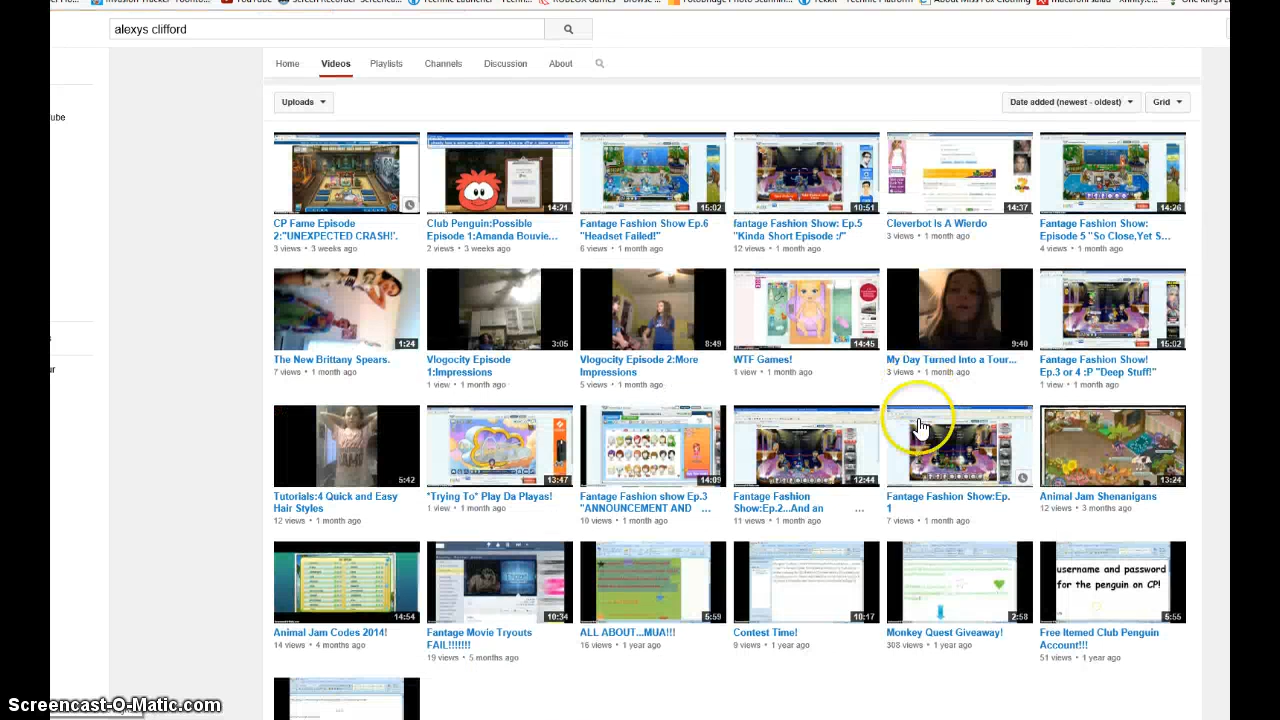 alexys clifford
Home Videos Playlists Channels Discussion About
ube
Uploads Date added (newest - oldest) Grid
14:21 15:02 10:51 14:37 14:26
CP Fame Episode 2:"UNEXPECTED CRASH!'.
3 views • 3 weeks ago
Club Penguin:Possible Episode 1:Amanda Bouvie...
2 views • 3 weeks ago
Fantage Fashion Show Ep.6 "Headset Failed!"
6 views • 1 month ago
fantage Fashion Show: Ep.5 "Kinda Short Episode :/"
12 views • 1 month ago
Cleverbot Is A Wierdo
3 views • 1 month ago
Fantage Fashion Show: Episode 5 "So Close,Yet S...
4 views • 1 month ago
1:24 3:05 8:49 14:45 9:40 15:02
The New Brittany Spears.
7 views • 1 month ago
Vlogocity Episode 1:Impressions
1 view • 1 month ago
Vlogocity Episode 2:More Impressions
5 views • 1 month ago
WTF Games!
1 view • 1 month ago
My Day Turned Into a Tour...
3 views • 1 month ago
Fantage Fashion Show! Ep.3 or 4 :P "Deep Stuff!"
1 view • 1 month ago
5:42 13:47 14:09 12:44 13:24
Tutorials:4 Quick and Easy Hair Styles
12 views • 1 month ago
*Trying To* Play Da Playas!
1 view • 1 month ago
Fantage Fashion show Ep.3 "ANNOUNCEMENT AND ...
10 views • 1 month ago
Fantage Fashion Show:Ep.2...And an ...
11 views • 1 month ago
Fantage Fashion Show:Ep. 1
7 views • 1 month ago
Animal Jam Shenanigans
12 views • 3 months ago
username and password
for the penguin on CP!
14:54 10:34 5:59 10:17 2:58 5:55
Animal Jam Codes 2014!
14 views • 4 months ago
Fantage Movie Tryouts FAIL!!!!!!!
19 views • 5 months ago
ALL ABOUT...MUA!!!
16 views • 1 year ago
Contest Time!
9 views • 1 year ago
Monkey Quest Giveaway!
308 views • 1 year ago
Free Itemed Club Penguin Account!!!
51 views • 1 year ago
Screencast-O-Matic.com